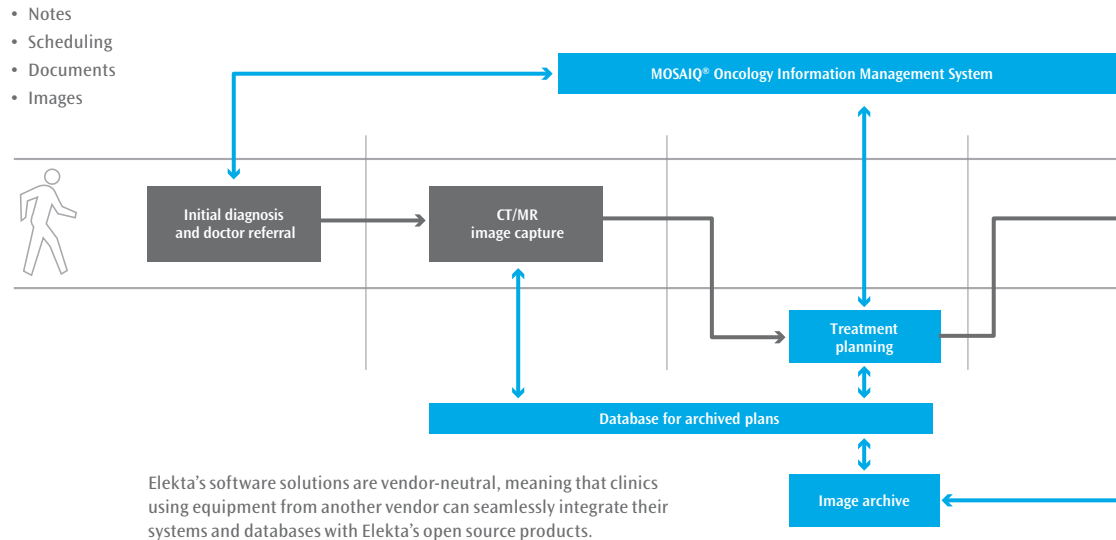 • Notes
• Scheduling
• Documents
• Images
MOSAIQ® Oncology Information Management System
Initial diagnosis
and doctor referral
CT/MR
image capture
Treatment
planning
Database for archived plans
Elekta’s software solutions are vendor-neutral, meaning that clinics
using equipment from another vendor can seamlessly integrate their
systems and databases with Elekta’s open source products.
Image archive